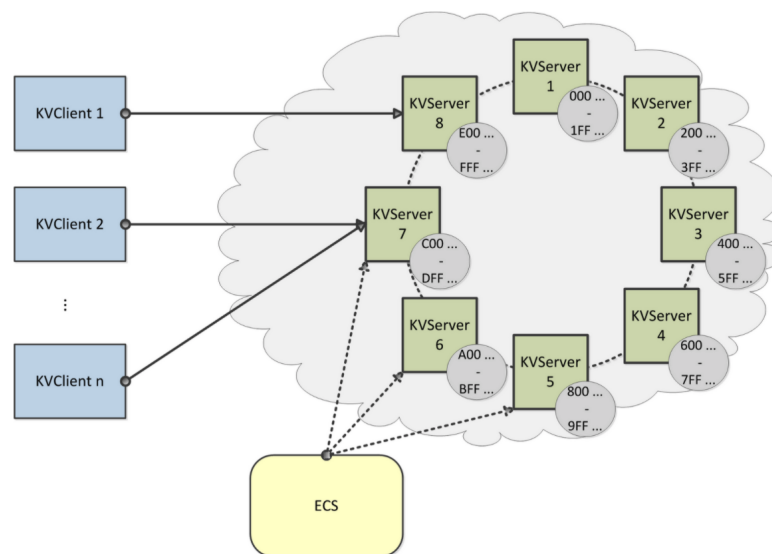 KVClient 1
KVClient 2
...
KVClient n
KVServer
1
000 ...
-
1FF ...
KVServer
2
200 ...
-
3FF ...
KVServer
3
400 ...
-
5FF ...
KVServer
4
600 ...
-
7FF ...
KVServer
5
800 ...
-
9FF ...
KVServer
6
A00 ...
-
BFF ...
KVServer
7
C00 ...
-
DFF ...
KVServer
8
E00 ...
-
FFF ...
ECS